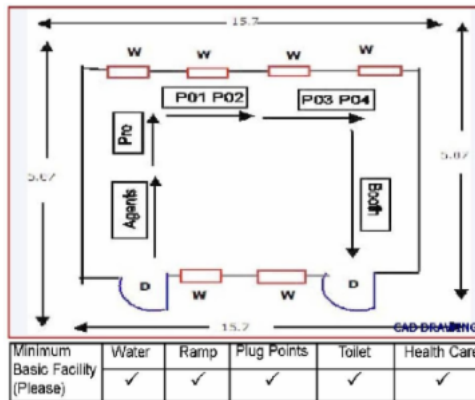 15.7
W W W W
P01 P02 P03 P04
Pro
5.07 5.07
Agents Booth
D D
W W
15.7 CAD DRAWING
Minimum Basic Facility (Please) Water Ramp Plug Points Toilet Health Care
✓ ✓ ✓ ✓ ✓